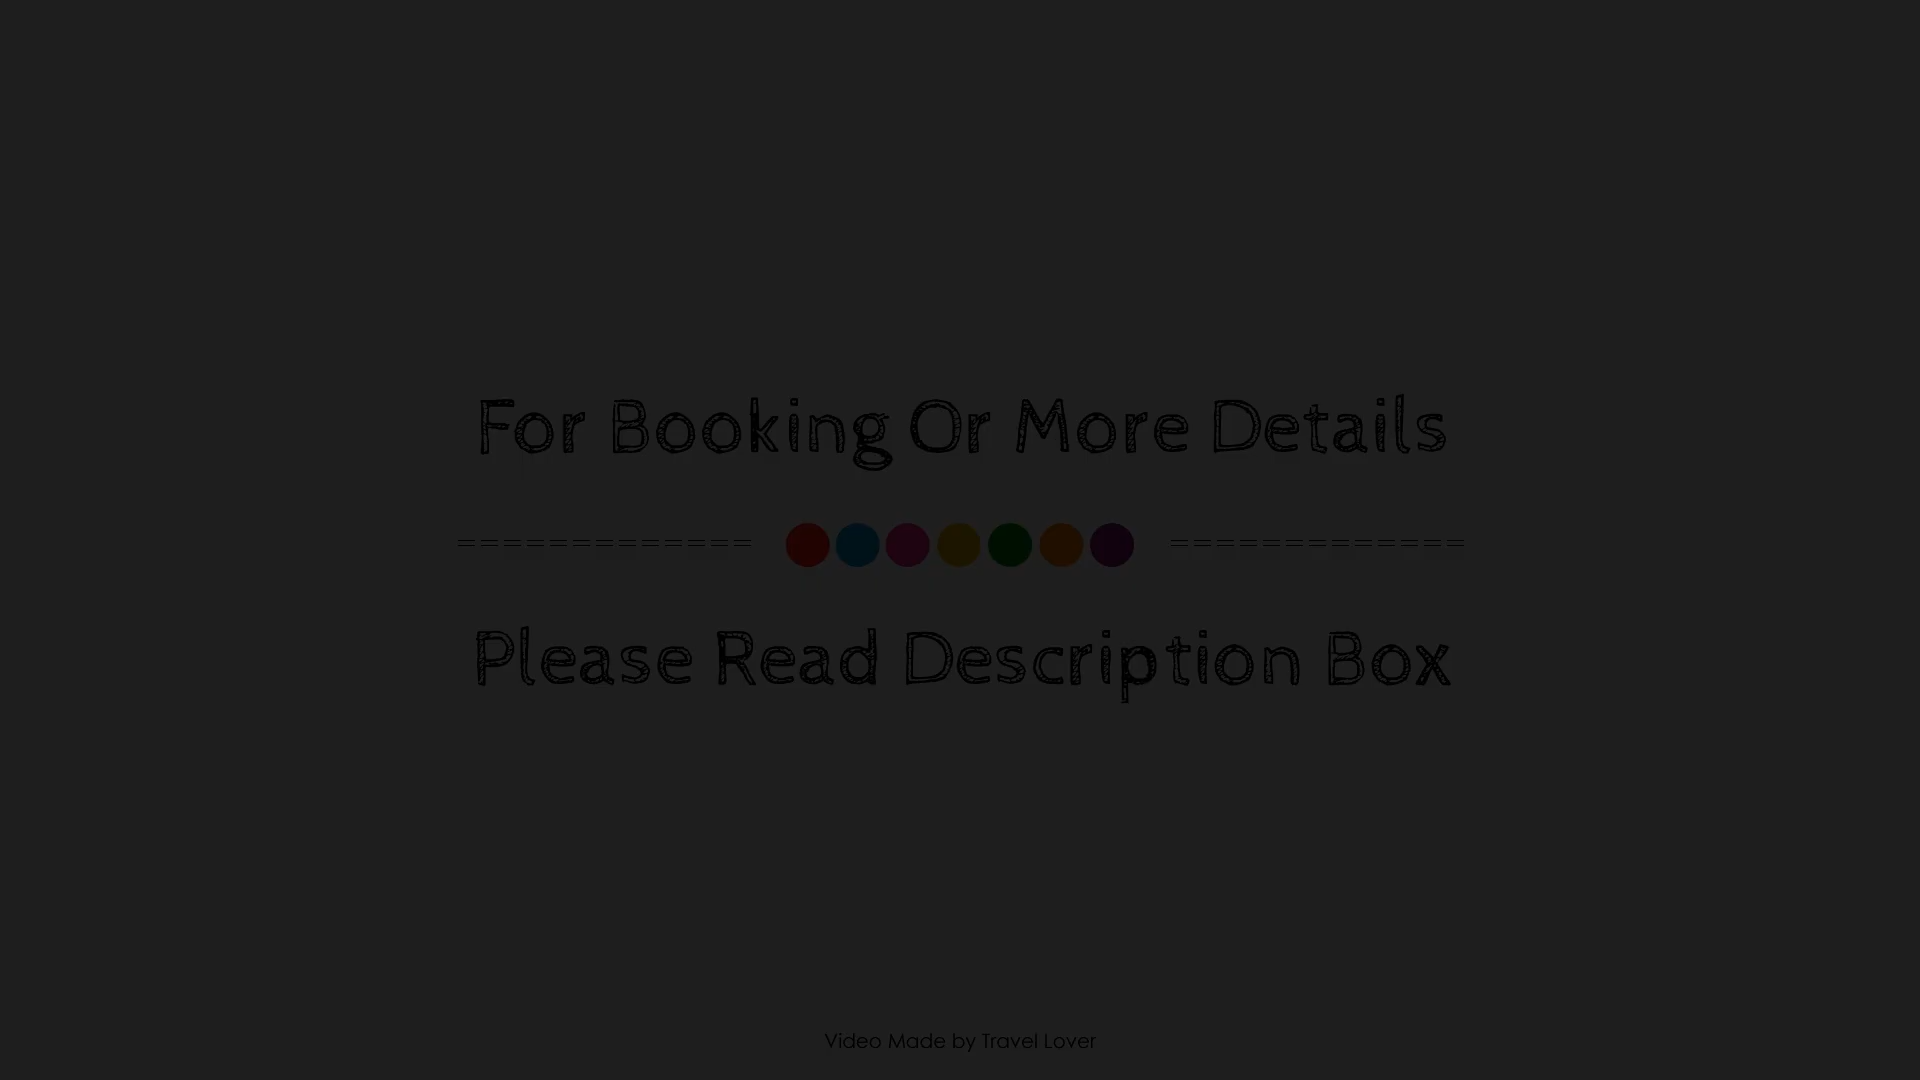 For Booking Or More Details
============= =============
Please Read Description Box
Video Made by Travel Lover